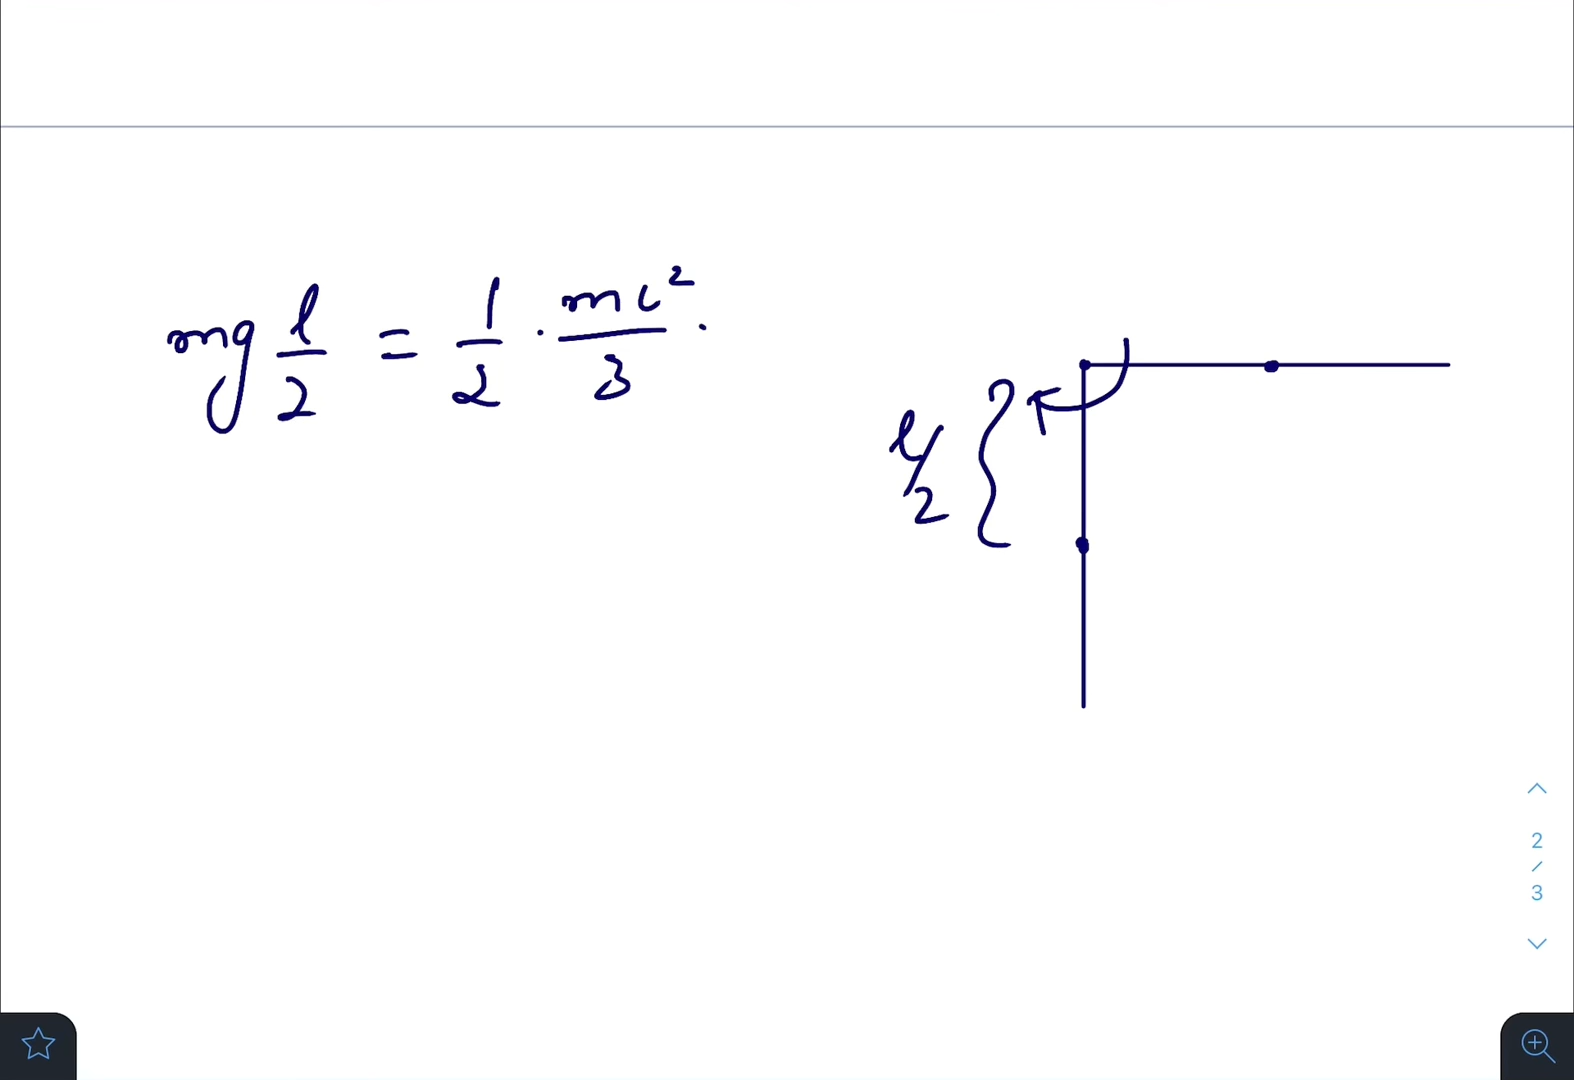 mg l/2 = 1/2 · ml²/3 ·
l/2
2
/
3